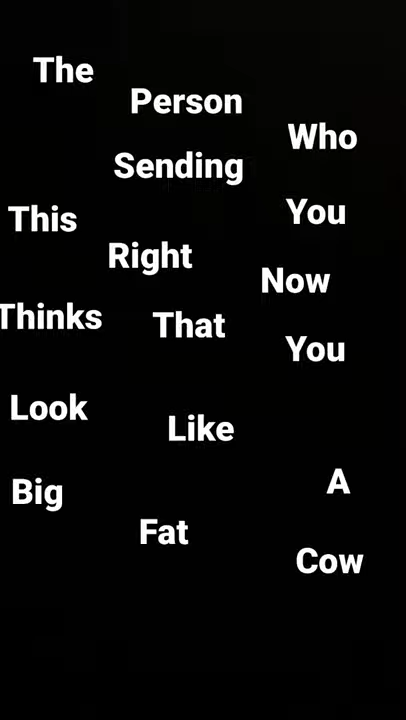 The
Person
Who
Sending
This
You
Right
Now
Thinks
That
You
Look
Like
A
Big
Fat
Cow